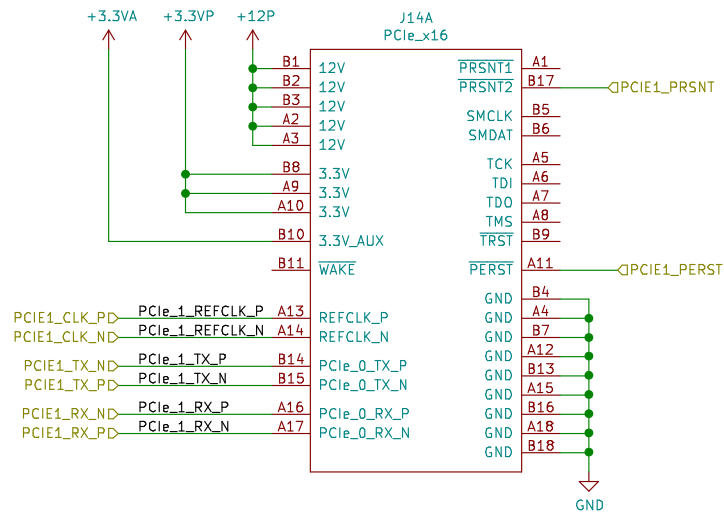 +3.3VA +3.3VP +12P J14A
PCIe_x16
B1 12V PRSNT1 A1
B2 12V PRSNT2 B17 PCIE1_PRSNT
B3 12V SMCLK B5
A2 12V SMDAT B6
A3 12V
TCK A5
B8 3.3V TDI A6
A9 3.3V TDO A7
A10 3.3V TMS A8
B10 3.3V_AUX TRST B9
B11 WAKE PERST A11 PCIE1_PERST
GND B4
PCIE1_CLK_P PCIe_1_REFCLK_P A13 REFCLK_P GND A4
PCIE1_CLK_N PCIe_1_REFCLK_N A14 REFCLK_N GND B7
GND A12
PCIE1_TX_N PCIe_1_TX_P B14 PCIe_0_TX_P GND B13
PCIE1_TX_P PCIe_1_TX_N B15 PCIe_0_TX_N GND A15
PCIE1_RX_N PCIe_1_RX_P A16 PCIe_0_RX_P GND B16
PCIE1_RX_P PCIe_1_RX_N A17 PCIe_0_RX_N GND A18
GND B18
GND